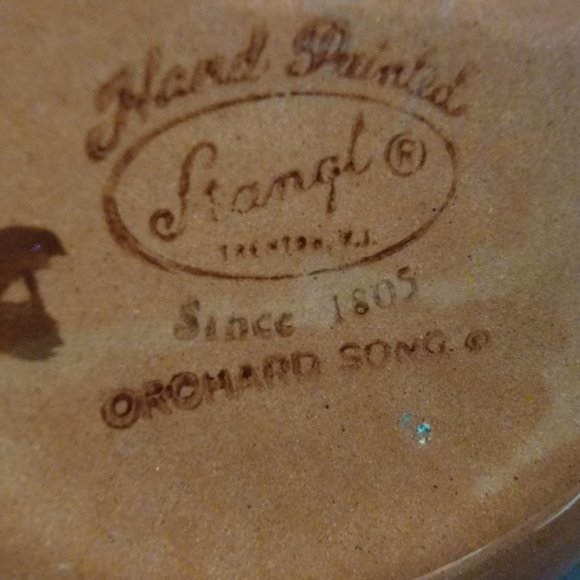 Hand Painted
Stangl ®
TRENTON, N.J.
Since 1805
ORCHARD SONG ©